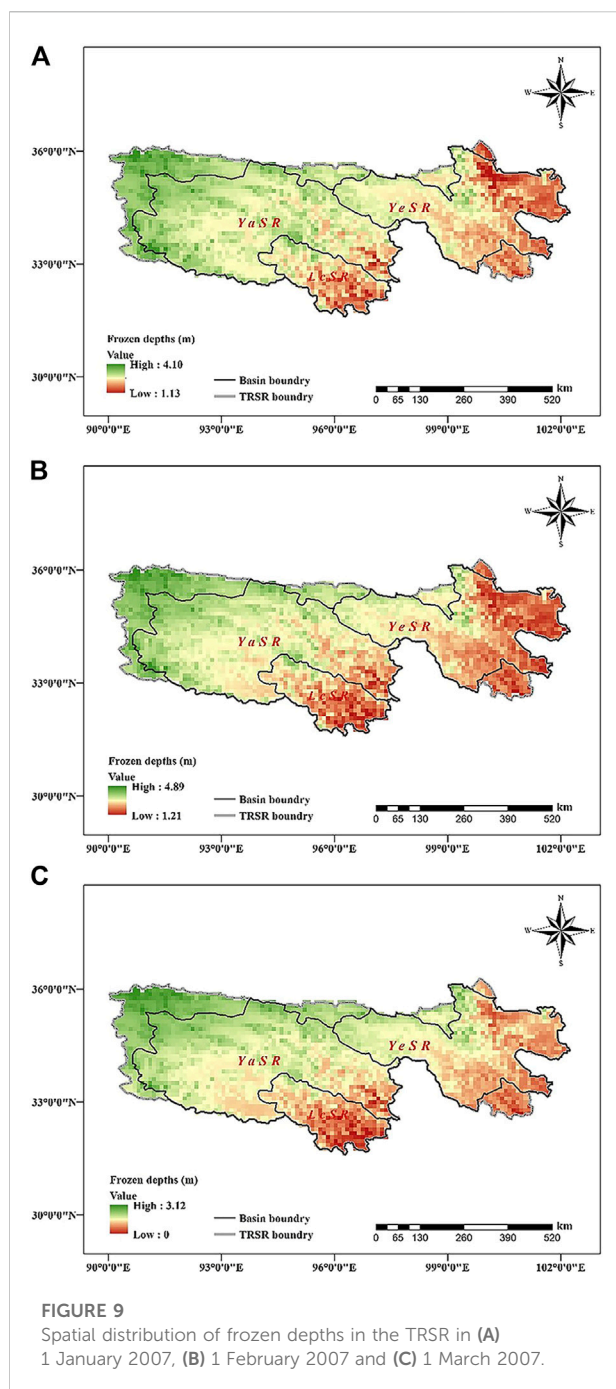 A
N
W E
S
36°0'0"N
33°0'0"N
30°0'0"N
YaSR
YeSR
LcSR
Frozen depths (m)
Value
High : 4.10
Low : 1.13
Basin boundry
TRSR boundry
km
0 65 130 260 390 520
90°0'0"E 93°0'0"E 96°0'0"E 99°0'0"E 102°0'0"E
B
N
W E
S
36°0'0"N
33°0'0"N
30°0'0"N
YaSR
YeSR
LcSR
Frozen depths (m)
Value
High : 4.89
Low : 1.21
Basin boundry
TRSR boundry
km
0 65 130 260 390 520
90°0'0"E 93°0'0"E 96°0'0"E 99°0'0"E 102°0'0"E
C
N
W E
S
36°0'0"N
33°0'0"N
30°0'0"N
YaSR
YeSR
LcSR
Frozen depths (m)
Value
High : 3.12
Low : 0
Basin boundry
TRSR boundry
km
0 65 130 260 390 520
90°0'0"E 93°0'0"E 96°0'0"E 99°0'0"E 102°0'0"E
FIGURE 9
Spatial distribution of frozen depths in the TRSR in (A)
1 January 2007, (B) 1 February 2007 and (C) 1 March 2007.